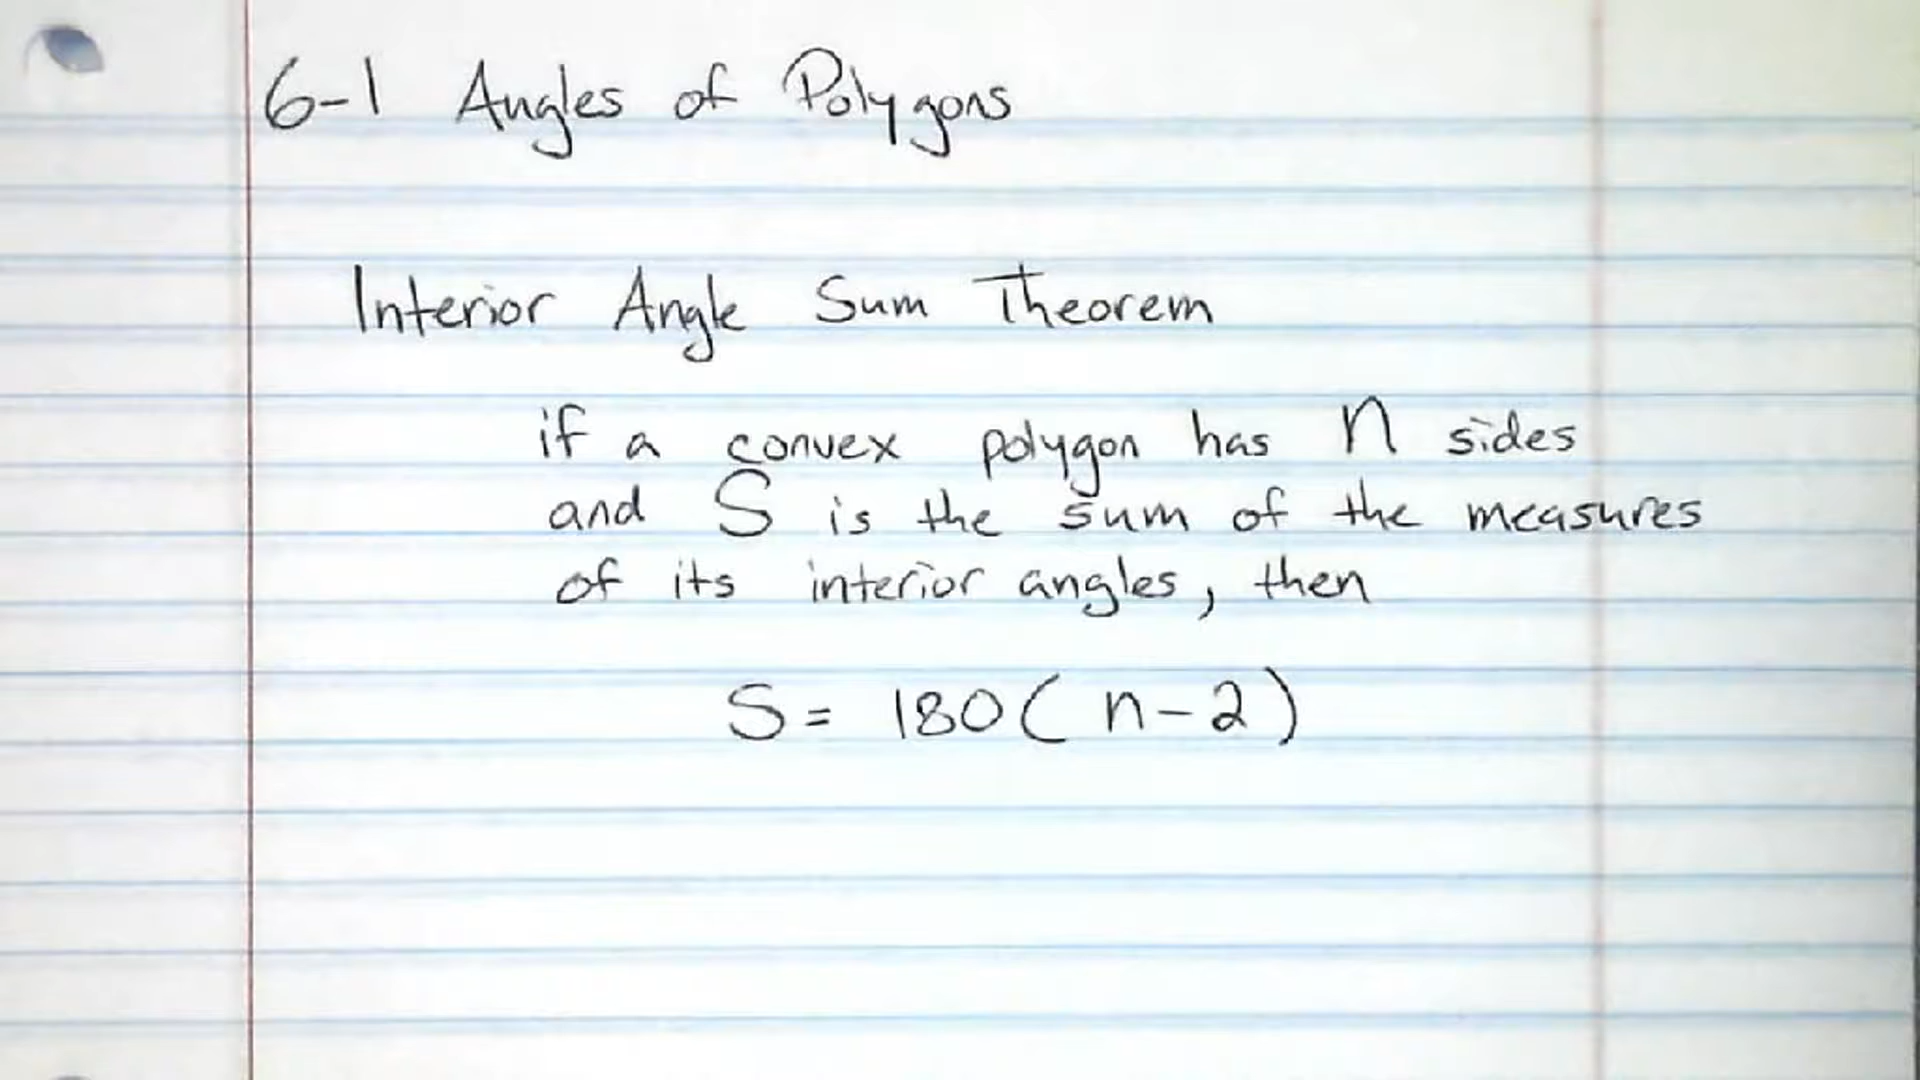 6-1 Angles of Polygons
Interior Angle Sum Theorem
if a convex polygon has n sides
and S is the sum of the measures
of its interior angles, then
S = 180(n-2)